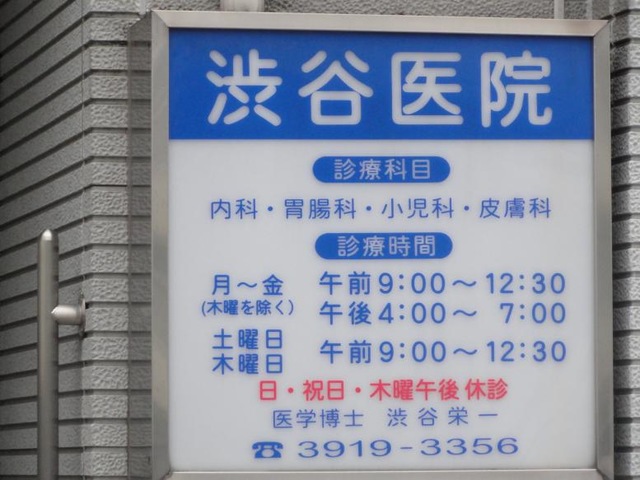 渋谷医院
診療科目
内科・胃腸科・小児科・皮膚科
診療時間
月～金 午前 9:00～12:30
(木曜を除く) 午後 4:00～ 7:00
土曜日
木曜日 午前 9:00～12:30
日・祝日・木曜午後 休診
医学博士 渋谷栄一
☎ 3919-3356